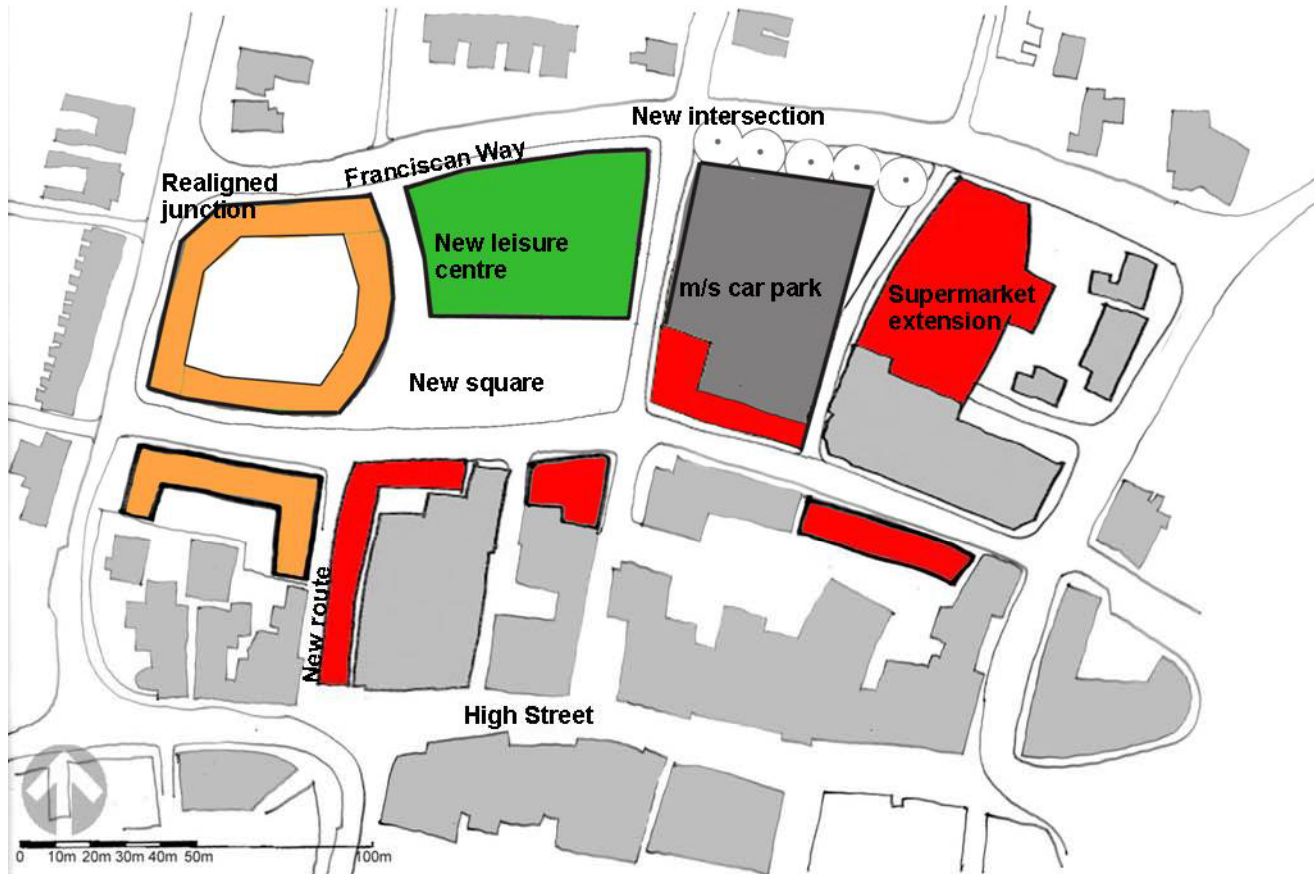 New intersection
Franciscan Way
Realigned
junction
New leisure
centre
m/s car park
Supermarket
extension
New square
New route
High Street
0 10m 20m 30m 40m 50m 100m